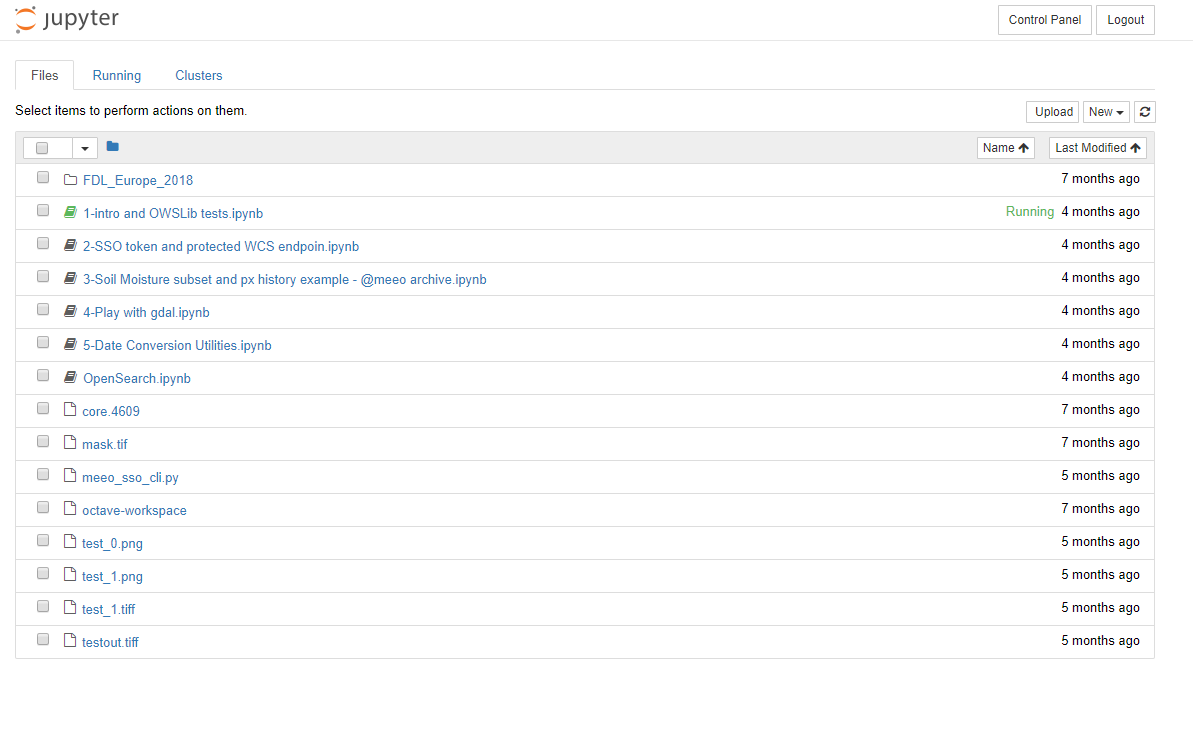 jupyter Control Panel Logout
Files Running Clusters
Select items to perform actions on them. Upload New
Name Last Modified
FDL_Europe_2018 7 months ago
1-intro and OWSLib tests.ipynb Running 4 months ago
2-SSO token and protected WCS endpoin.ipynb 4 months ago
3-Soil Moisture subset and px history example - @meeo archive.ipynb 4 months ago
4-Play with gdal.ipynb 4 months ago
5-Date Conversion Utilities.ipynb 4 months ago
OpenSearch.ipynb 4 months ago
core.4609 7 months ago
mask.tif 7 months ago
meeo_sso_cli.py 5 months ago
octave-workspace 7 months ago
test_0.png 5 months ago
test_1.png 5 months ago
test_1.tiff 5 months ago
testout.tiff 5 months ago